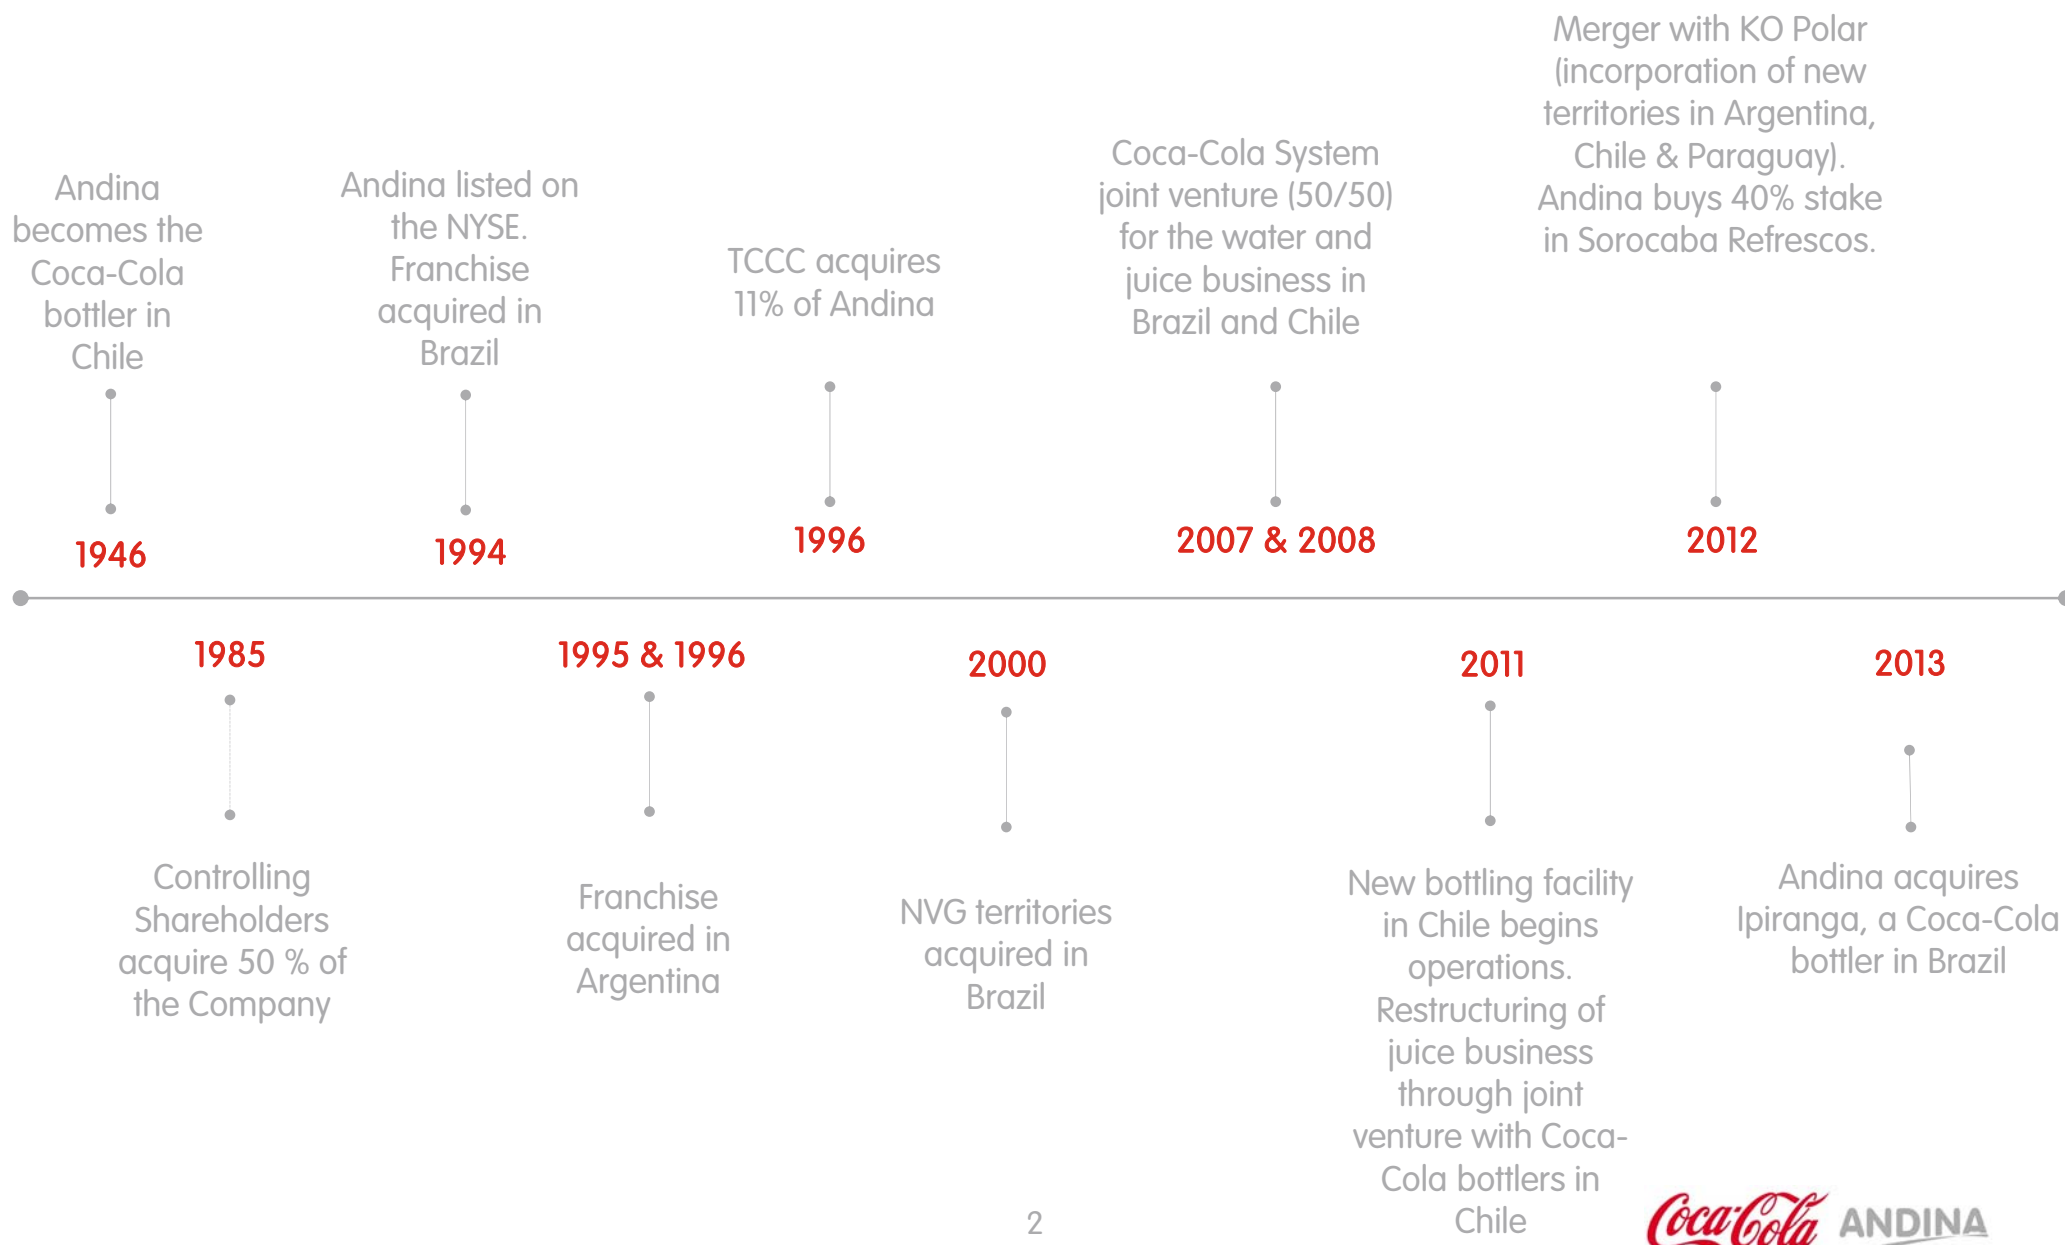 Andina
becomes the
Coca-Cola
bottler in
Chile
1946
Andina listed on
the NYSE.
Franchise
acquired in
Brazil
1994
TCCC acquires
11% of Andina
1996
Coca-Cola System
joint venture (50/50)
for the water and
juice business in
Brazil and Chile
2007 & 2008
Merger with KO Polar
(incorporation of new
territories in Argentina,
Chile & Paraguay).
Andina buys 40% stake
in Sorocaba Refrescos.
2012
1985
Controlling
Shareholders
acquire 50 % of
the Company
1995 & 1996
Franchise
acquired in
Argentina
2000
NVG territories
acquired in
Brazil
2011
New bottling facility
in Chile begins
operations.
Restructuring of
juice business
through joint
venture with Coca-
Cola bottlers in
Chile
2013
Andina acquires
Ipiranga, a Coca-Cola
bottler in Brazil
2
Coca-Cola ANDINA